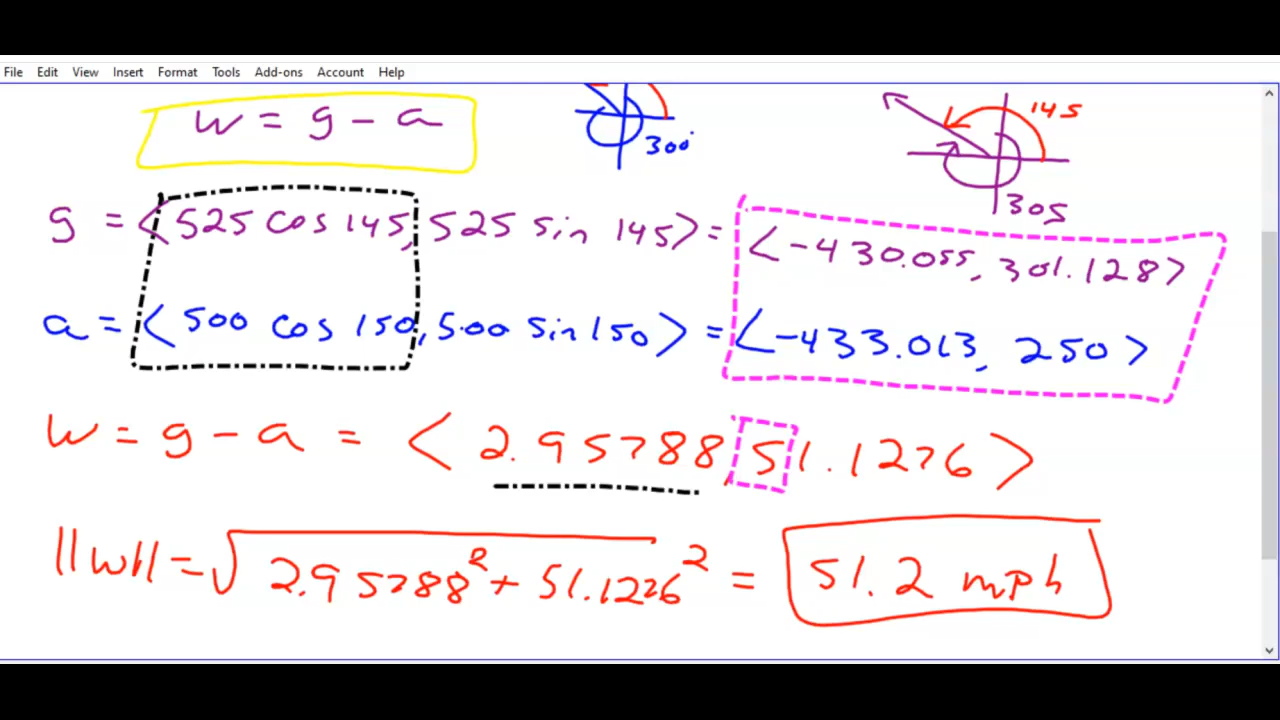 File Edit View Insert Format Tools Add-ons Account Help
w = g - a
300°
145
305
g = <525 cos 145, 525 sin 145> = <-430.055, 301.128>
a = <500 cos 150, 500 sin 150> = <-433.013, 250>
w = g - a = <2.95788, 51.1276>
||w|| = √2.95788² + 51.1276² = 51.2 mph